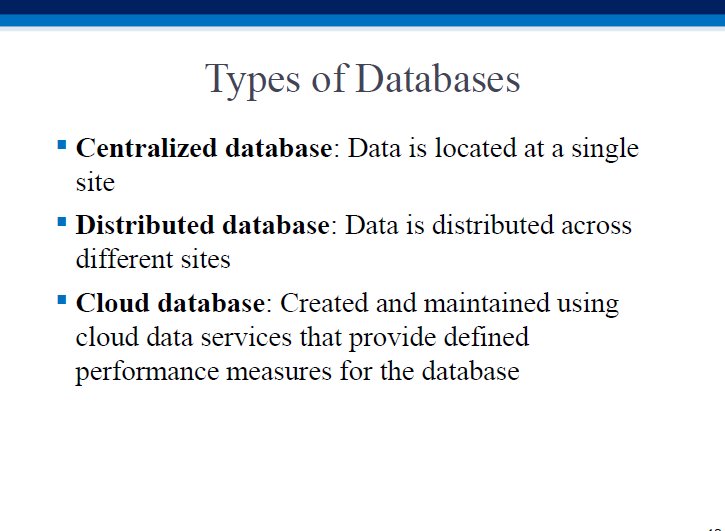 Types of Databases
▪ Centralized database: Data is located at a single
site
▪ Distributed database: Data is distributed across
different sites
▪ Cloud database: Created and maintained using
cloud data services that provide defined
performance measures for the database